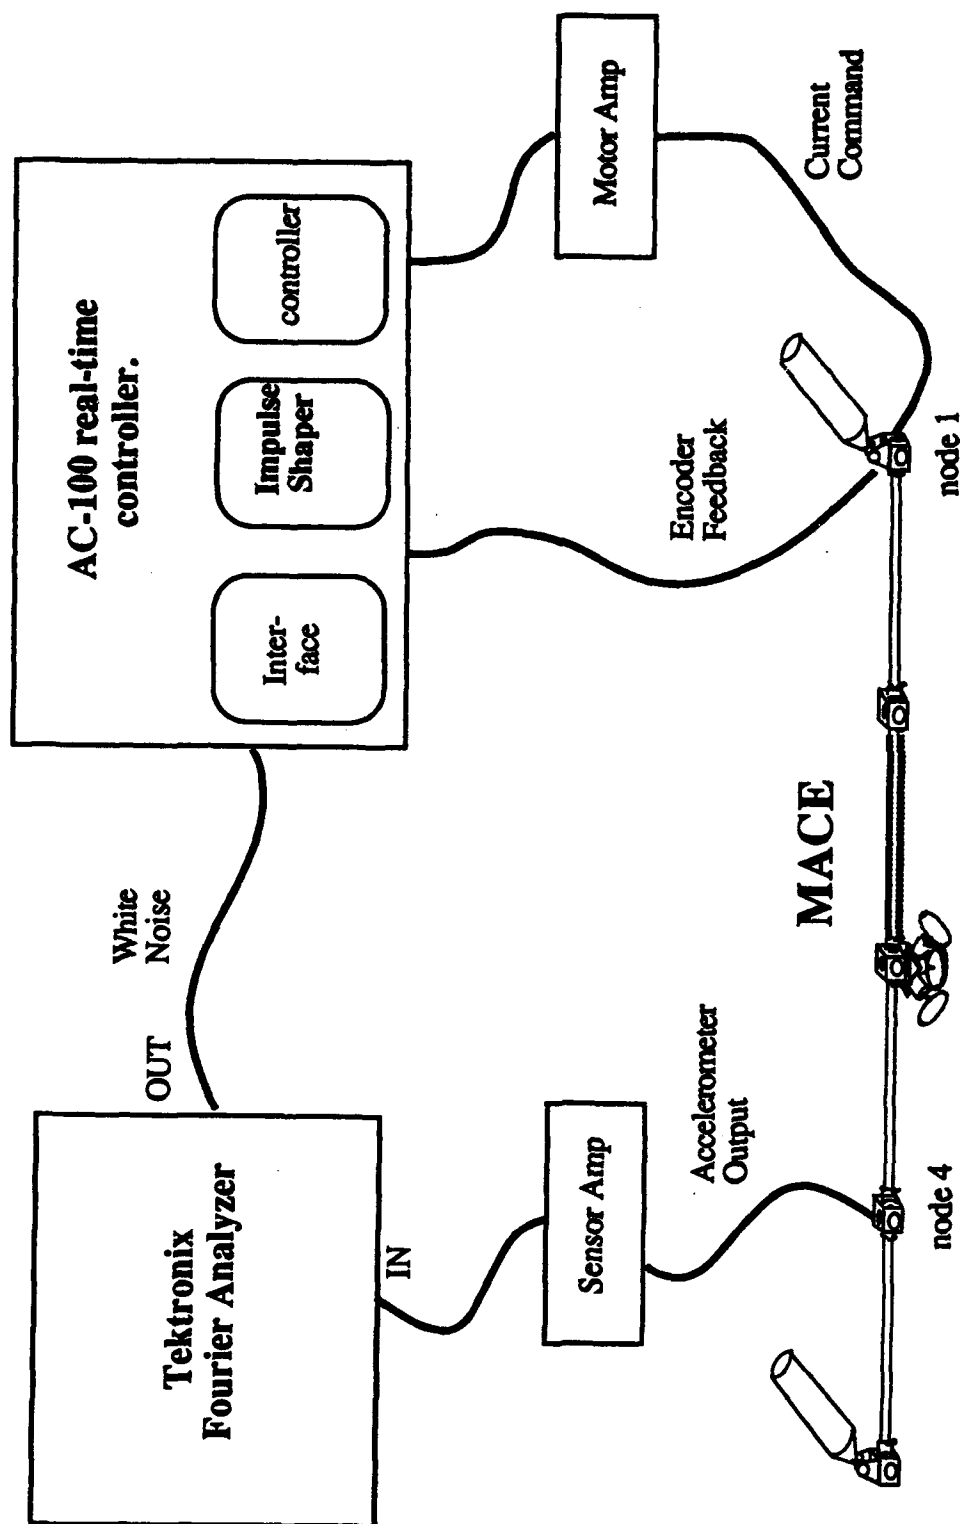 Tektronix
Fourier Analyzer
OUT
IN
White
Noise
AC-100 real-time
controller.
Inter-
face
Impulse
Shaper
controller
Sensor Amp
Accelerometer
Output
Encoder
Feedback
Motor Amp
Current
Command
MACE
node 4
node 1